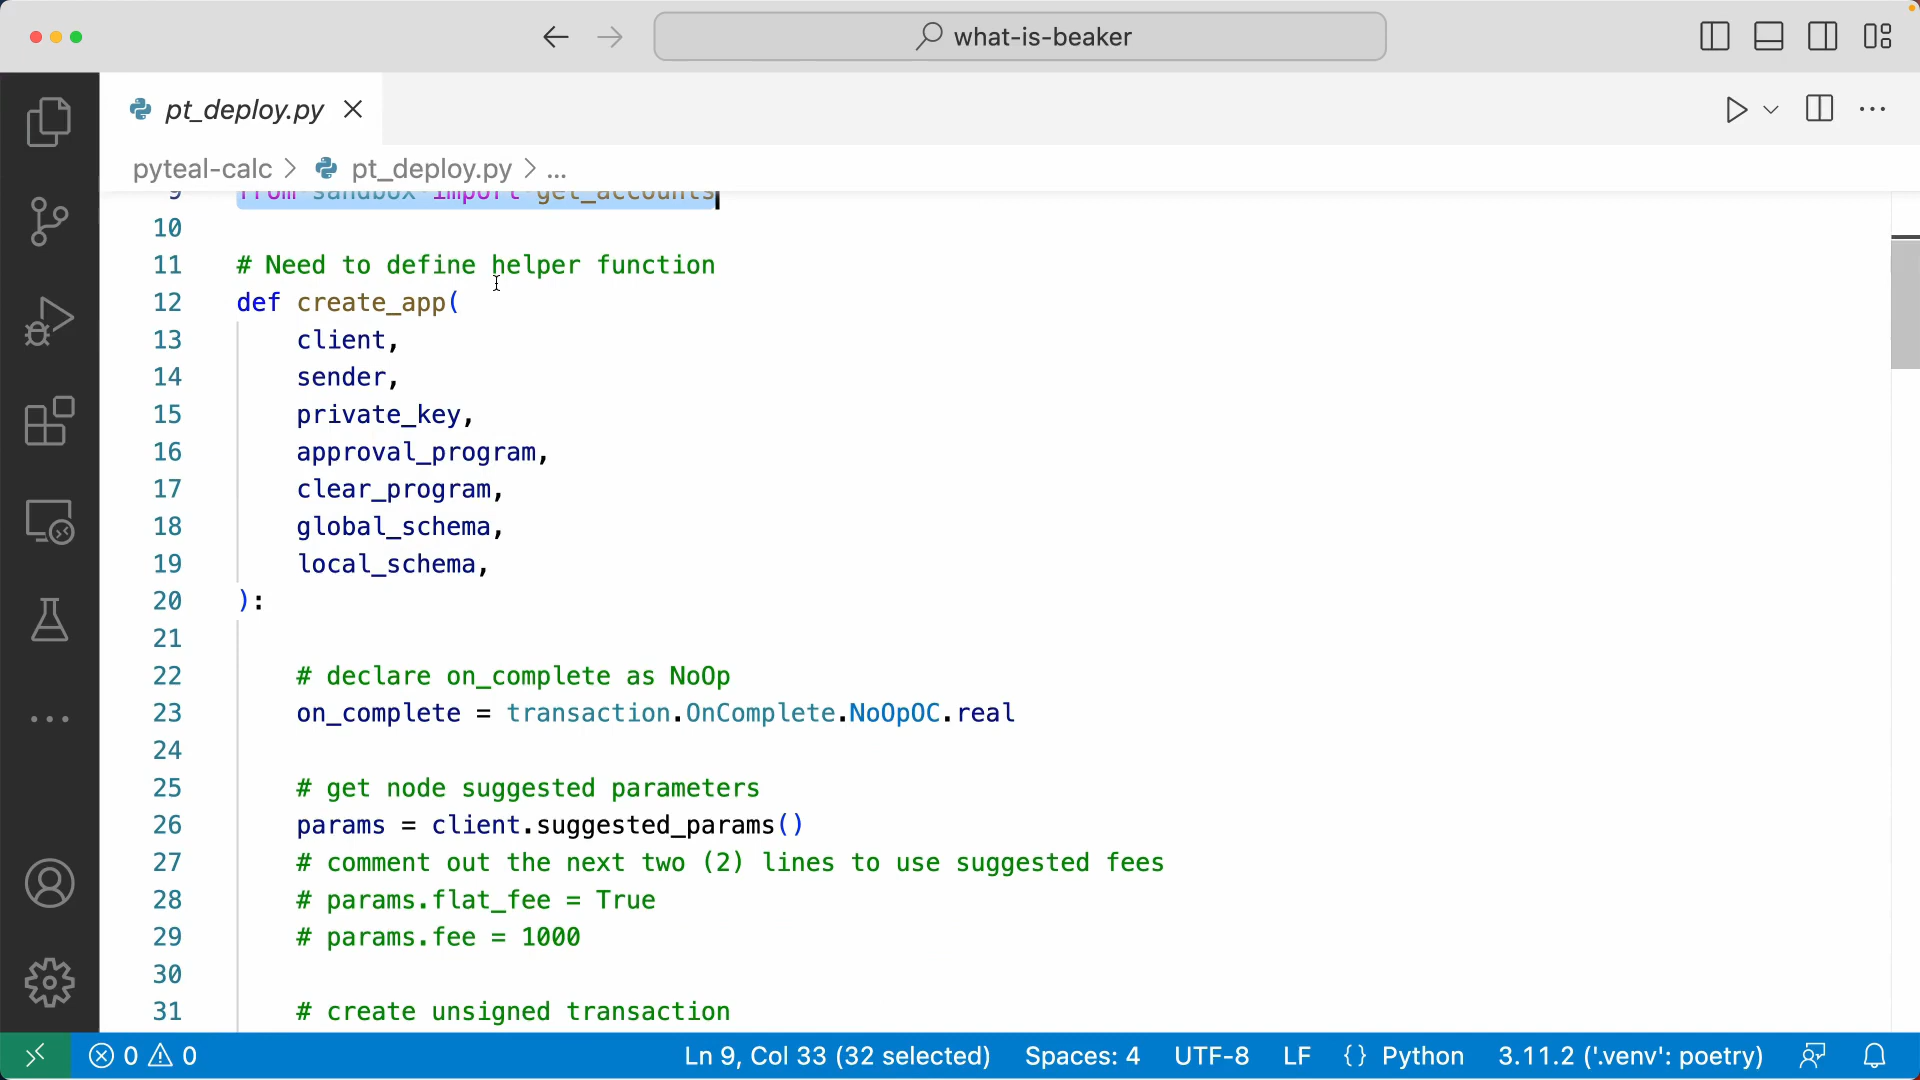 what-is-beaker
pt_deploy.py
pyteal-calc > pt_deploy.py > ...
9 from sandbox import get_accounts
10
11 # Need to define helper function
12 def create_app(
13 client,
14 sender,
15 private_key,
16 approval_program,
17 clear_program,
18 global_schema,
19 local_schema,
20 ):
21
22 # declare on_complete as NoOp
23 on_complete = transaction.OnComplete.NoOpOC.real
24
25 # get node suggested parameters
26 params = client.suggested_params()
27 # comment out the next two (2) lines to use suggested fees
28 # params.flat_fee = True
29 # params.fee = 1000
30
31 # create unsigned transaction
0 0 Ln 9, Col 33 (32 selected) Spaces: 4 UTF-8 LF {} Python 3.11.2 ('.venv': poetry)